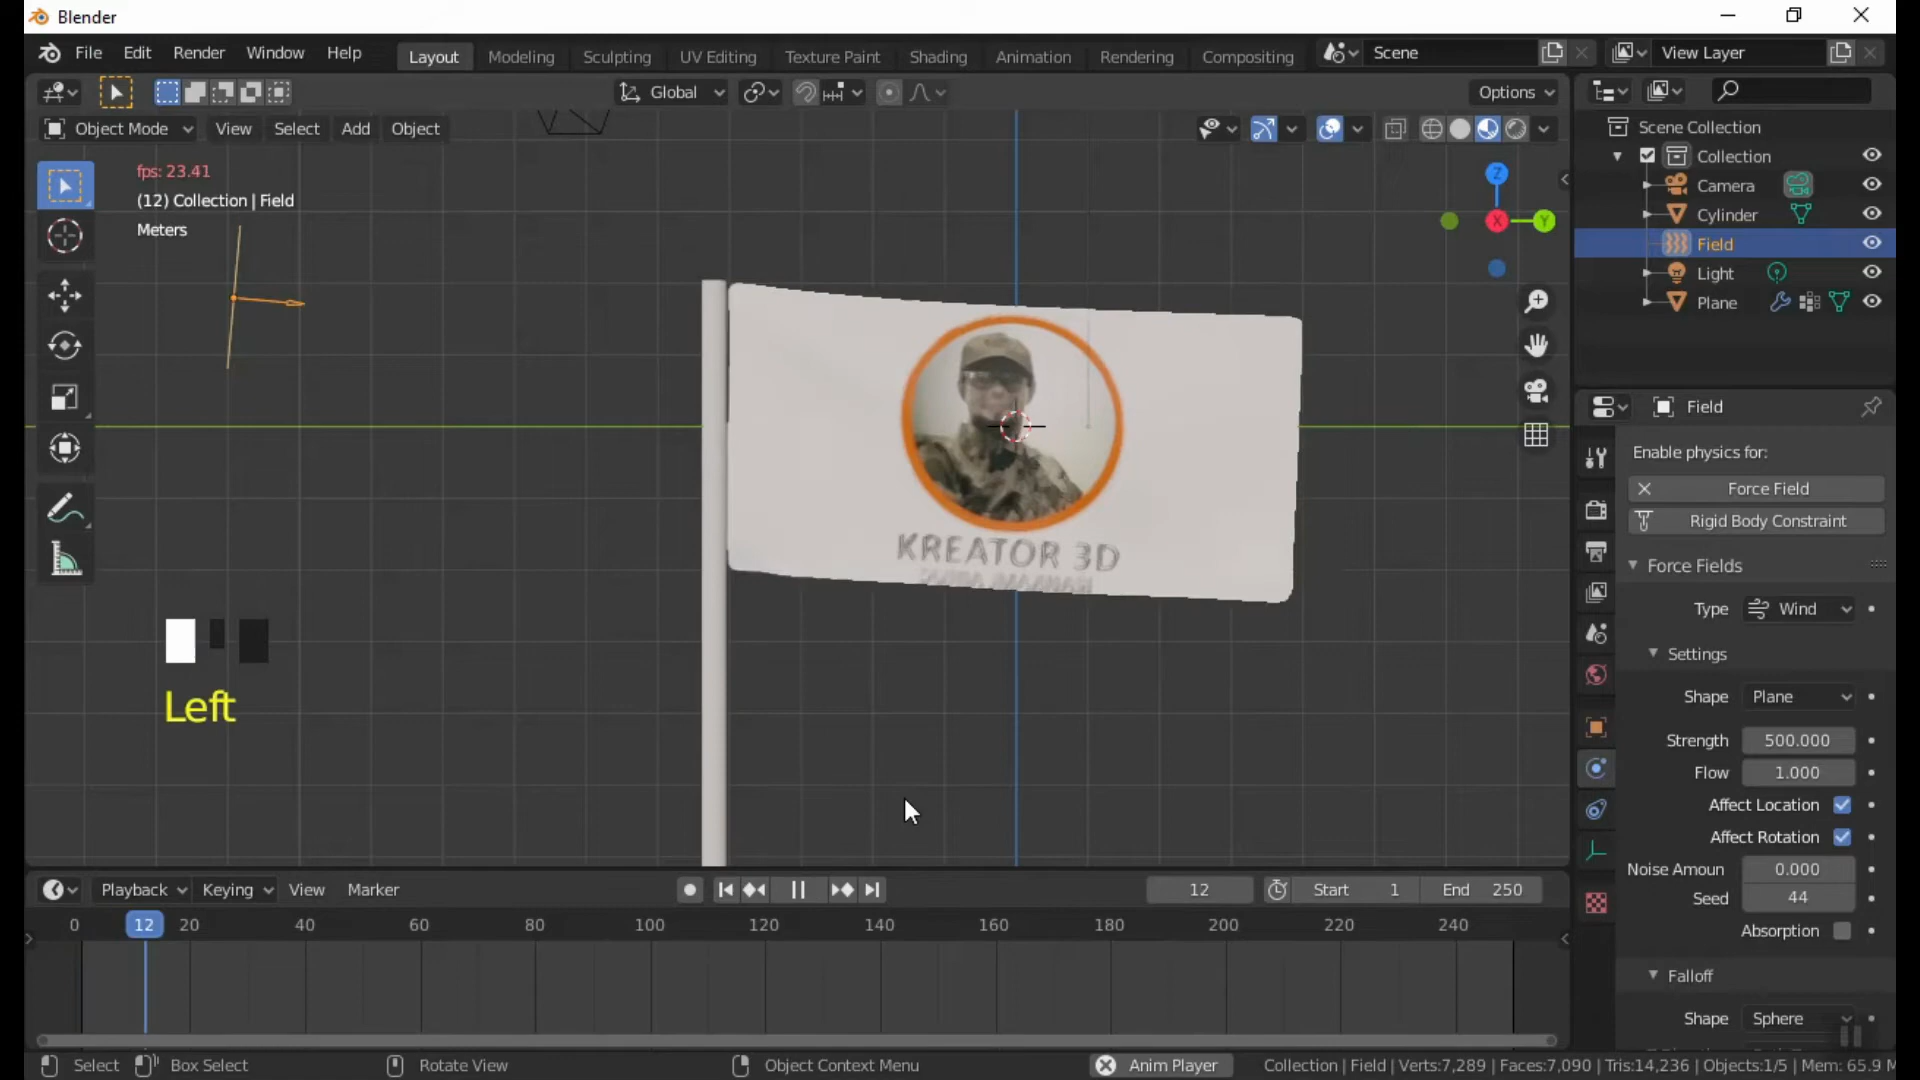 Blender
File Edit Render Window Help Layout Modeling Sculpting UV Editing Texture Paint Shading Animation Rendering Compositing Scene View Layer
Global Options
Object Mode View Select Add Object
fps: 23.41
(12) Collection | Field
Meters
Z
X
Y
KREATOR 3D
Left
Scene Collection
Collection
Camera
Cylinder
Field
Light
Plane
Field
Enable physics for:
Force Field
Rigid Body Constraint
Force Fields
Type Wind
Settings
Shape Plane
Strength 500.000
Flow 1.000
Affect Location
Affect Rotation
Noise Amoun 0.000
Seed 44
Absorption
Falloff
Shape Sphere
Playback Keying View Marker 12 Start 1 End 250
0 12 20 40 60 80 100 120 140 160 180 200 220 240
Select Box Select Rotate View Object Context Menu Anim Player Collection | Field | Verts:7,289 | Faces:7,090 | Tris:14,236 | Objects:1/5 | Mem: 65.9 M